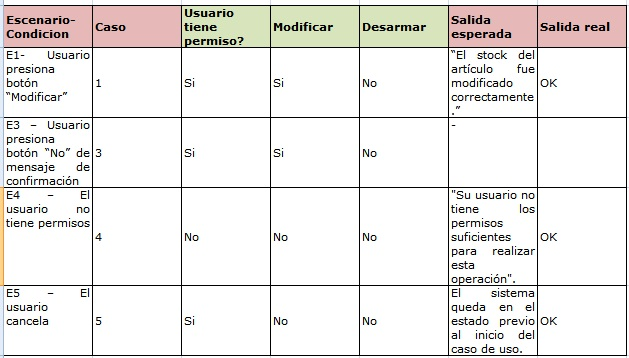 Escenario-Condicion Caso Usuario tiene permiso? Modificar Desarmar Salida esperada Salida real
E1- Usuario presiona botón “Modificar” 1 Si Si No “El stock del artículo fue modificado correctamente.” OK
E3 – Usuario presiona botón “No” de mensaje de confirmación 3 Si Si No -
E4 – El usuario no tiene permisos 4 No No No "Su usuario no tiene los permisos suficientes para realizar esta operación". OK
E5 – El usuario cancela 5 Si No No El sistema queda en el estado previo al inicio del caso de uso. OK